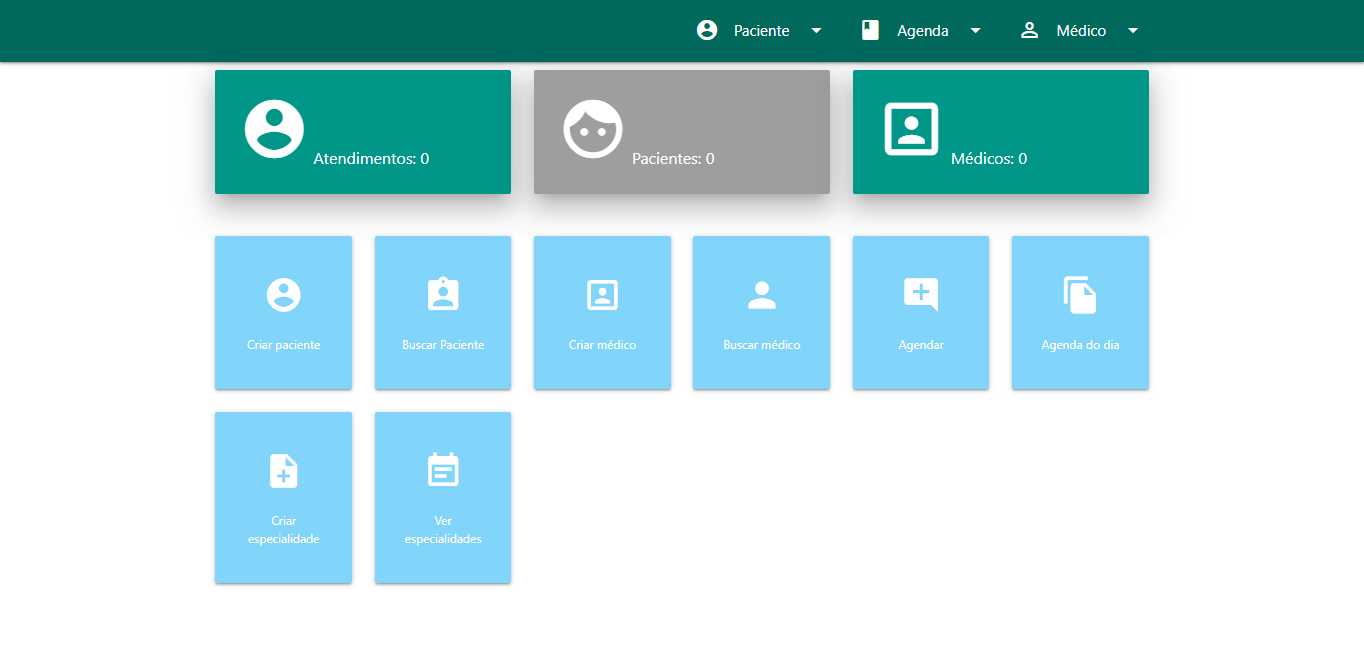 Paciente
Agenda
Médico
Atendimentos: 0
Pacientes: 0
Médicos: 0
Criar paciente
Buscar Paciente
Criar médico
Buscar médico
Agendar
Agenda do dia
Criar
especialidade
Ver
especialidades